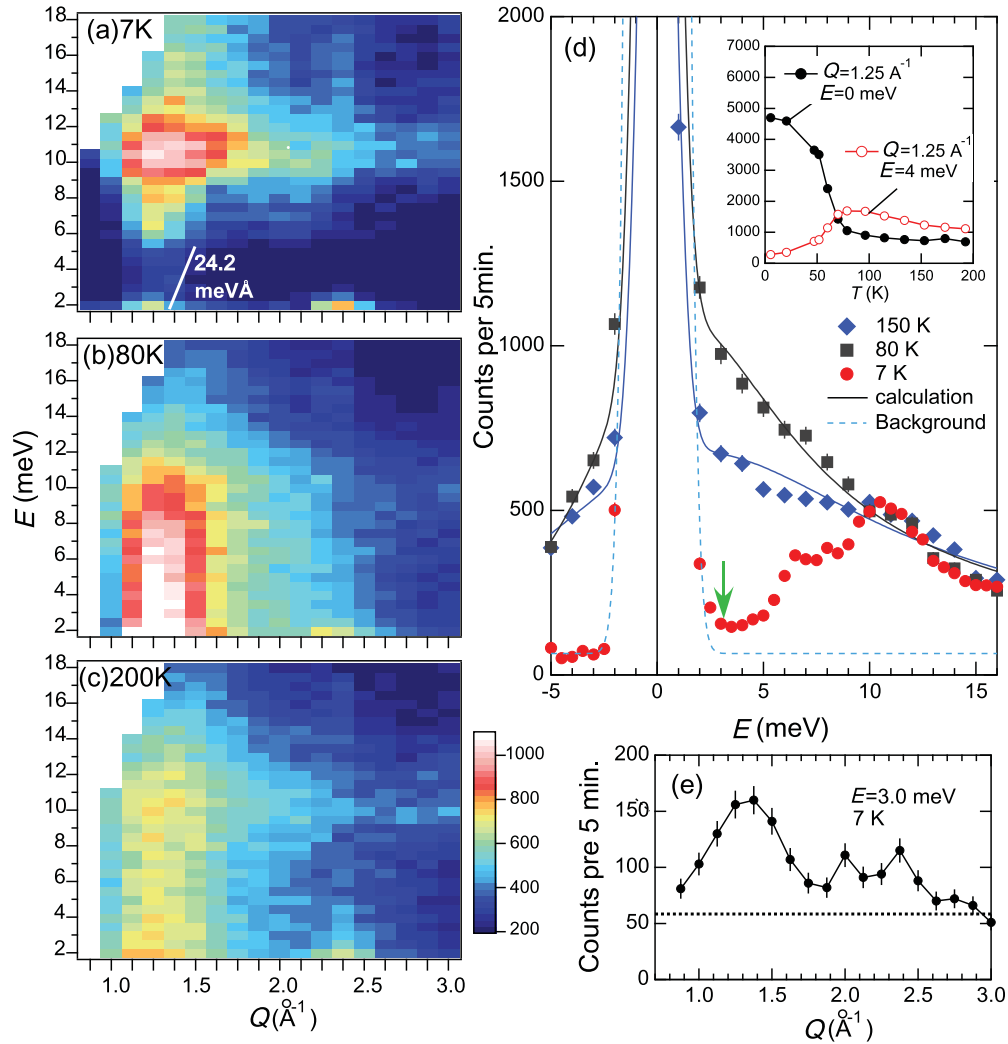 (a)7K
18
16
14
12
10
8
6
4
2
24.2
meVÅ
(b)80K
18
16
14
12
10
8
6
4
2
E (meV)
(c)200K
18
16
14
12
10
8
6
4
2
1.0
1.5
2.0
2.5
3.0
Q(Å-1)
1000
800
600
400
200
(d)
2000
1500
1000
500
0
Counts per 5min.
-5
0
5
10
15
E (meV)
7000
6000
5000
4000
3000
2000
1000
0
0
50
100
150
200
T (K)
Q=1.25 A-1
E=0 meV
Q=1.25 A-1
E=4 meV
150 K
80 K
7 K
calculation
Background
(e)
E=3.0 meV
7 K
200
150
100
50
0
Counts pre 5 min.
1.0
1.5
2.0
2.5
3.0
Q(Å-1)